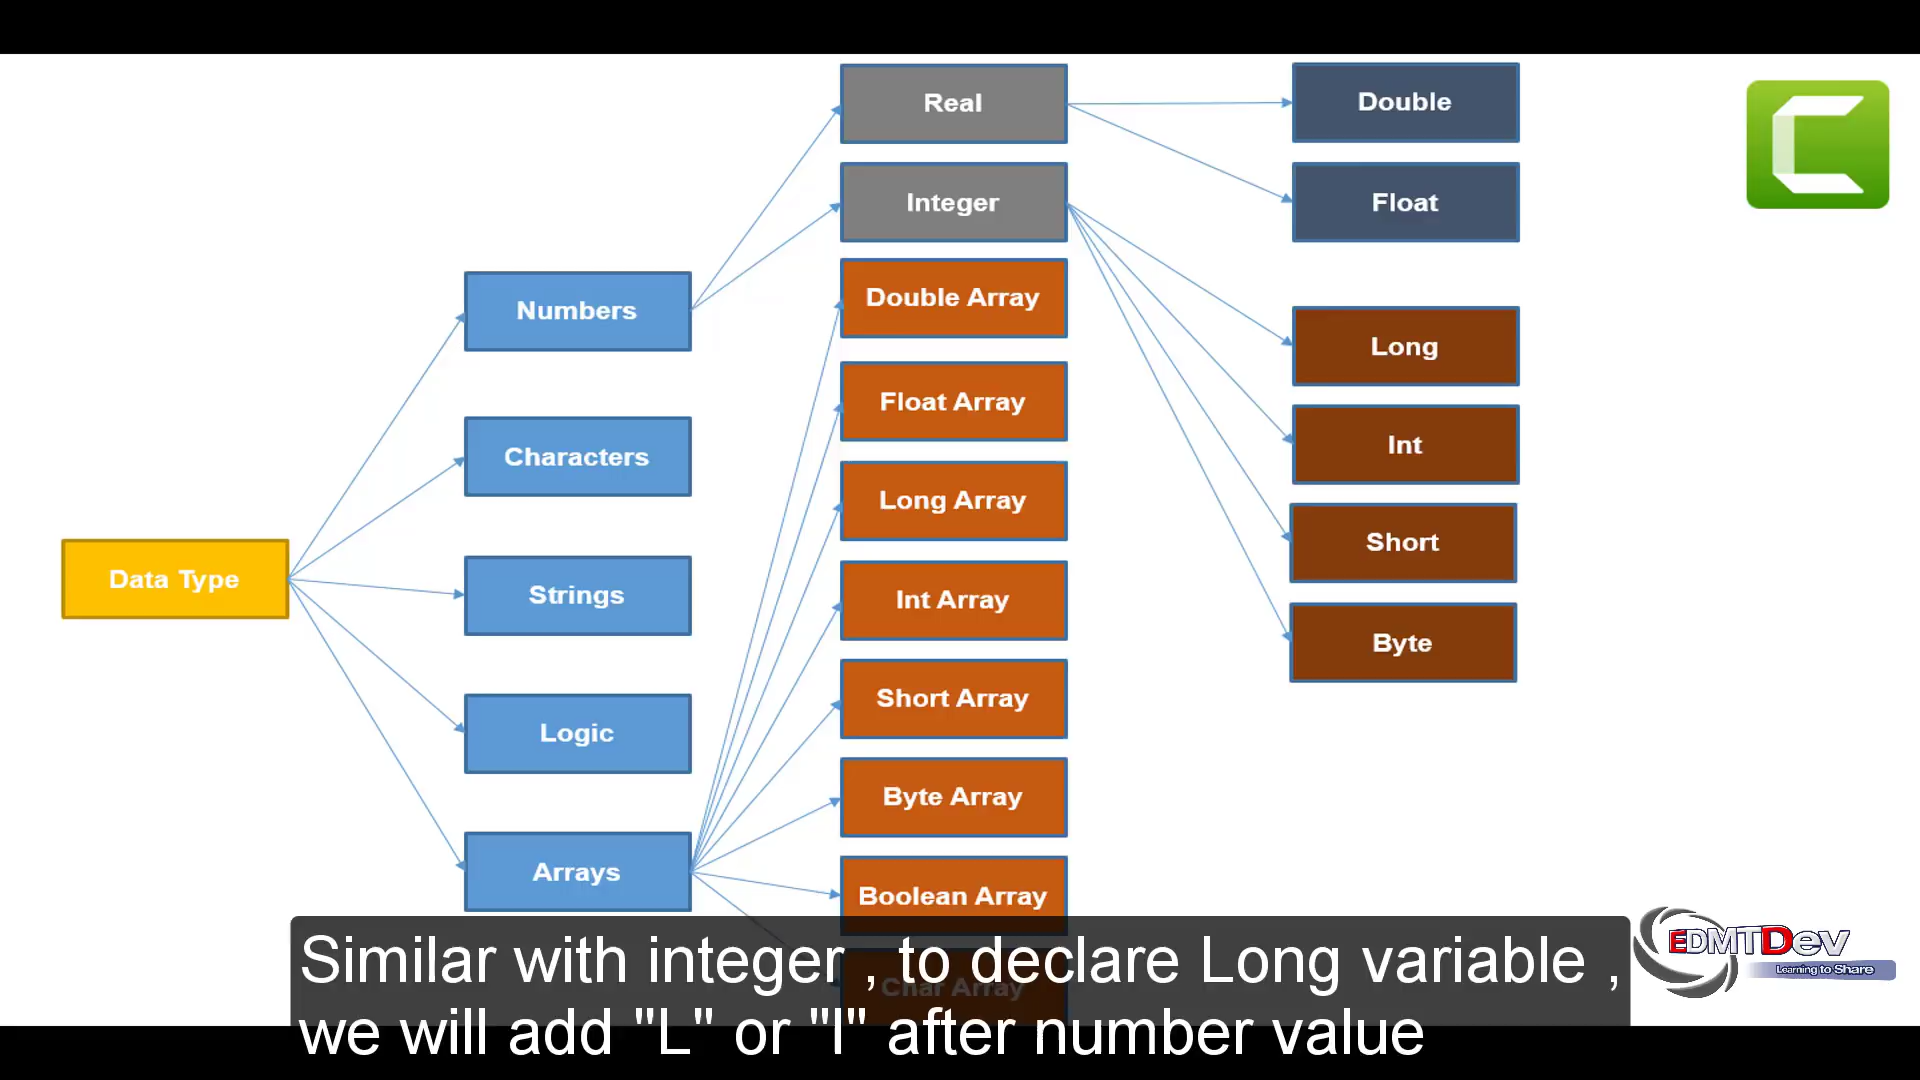 Real
Double
Integer
Float
Double Array
Numbers
Long
Float Array
Int
Characters
Long Array
Short
Data Type
Strings
Int Array
Byte
Short Array
Logic
Byte Array
Arrays
Boolean Array
Char Array
EDMTDev
Learning to Share
Similar with integer , to declare Long variable ,
we will add "L" or "l" after number value